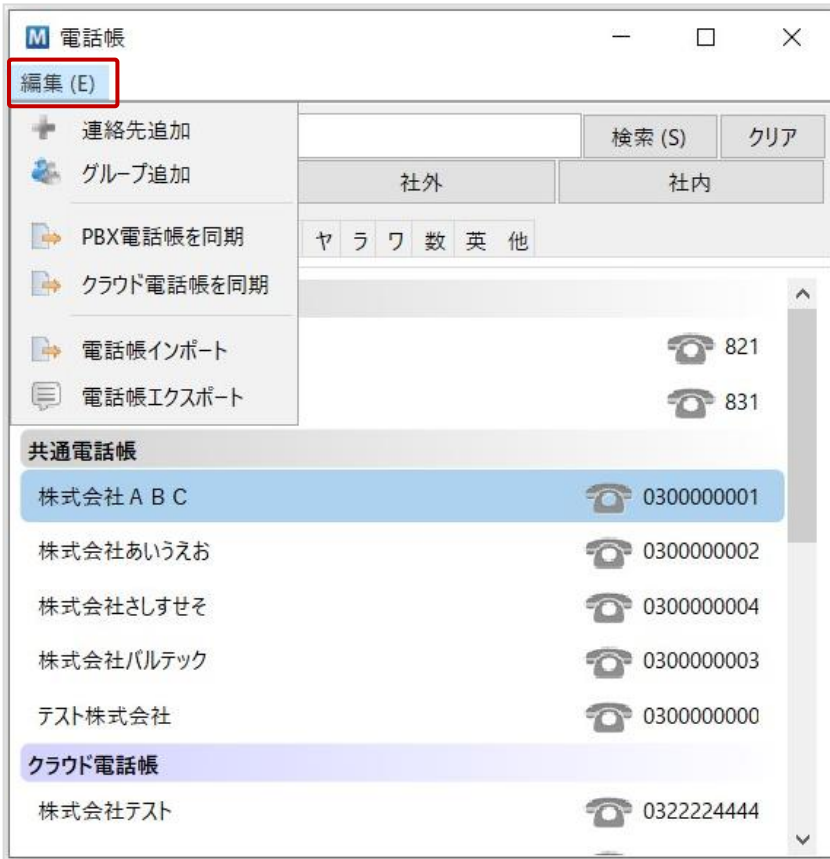 M 電話帳
編集 (E)
連絡先追加
検索 (S) クリア
グループ追加
社外 社内
PBX電話帳を同期
ヤ ラ ワ 数 英 他
クラウド電話帳を同期
電話帳インポート
821
電話帳エクスポート
831
共通電話帳
株式会社ＡＢＣ 0300000001
株式会社あいうえお 0300000002
株式会社さしすせそ 0300000004
株式会社バルテック 0300000003
テスト株式会社 0300000000
クラウド電話帳
株式会社テスト 0322224444